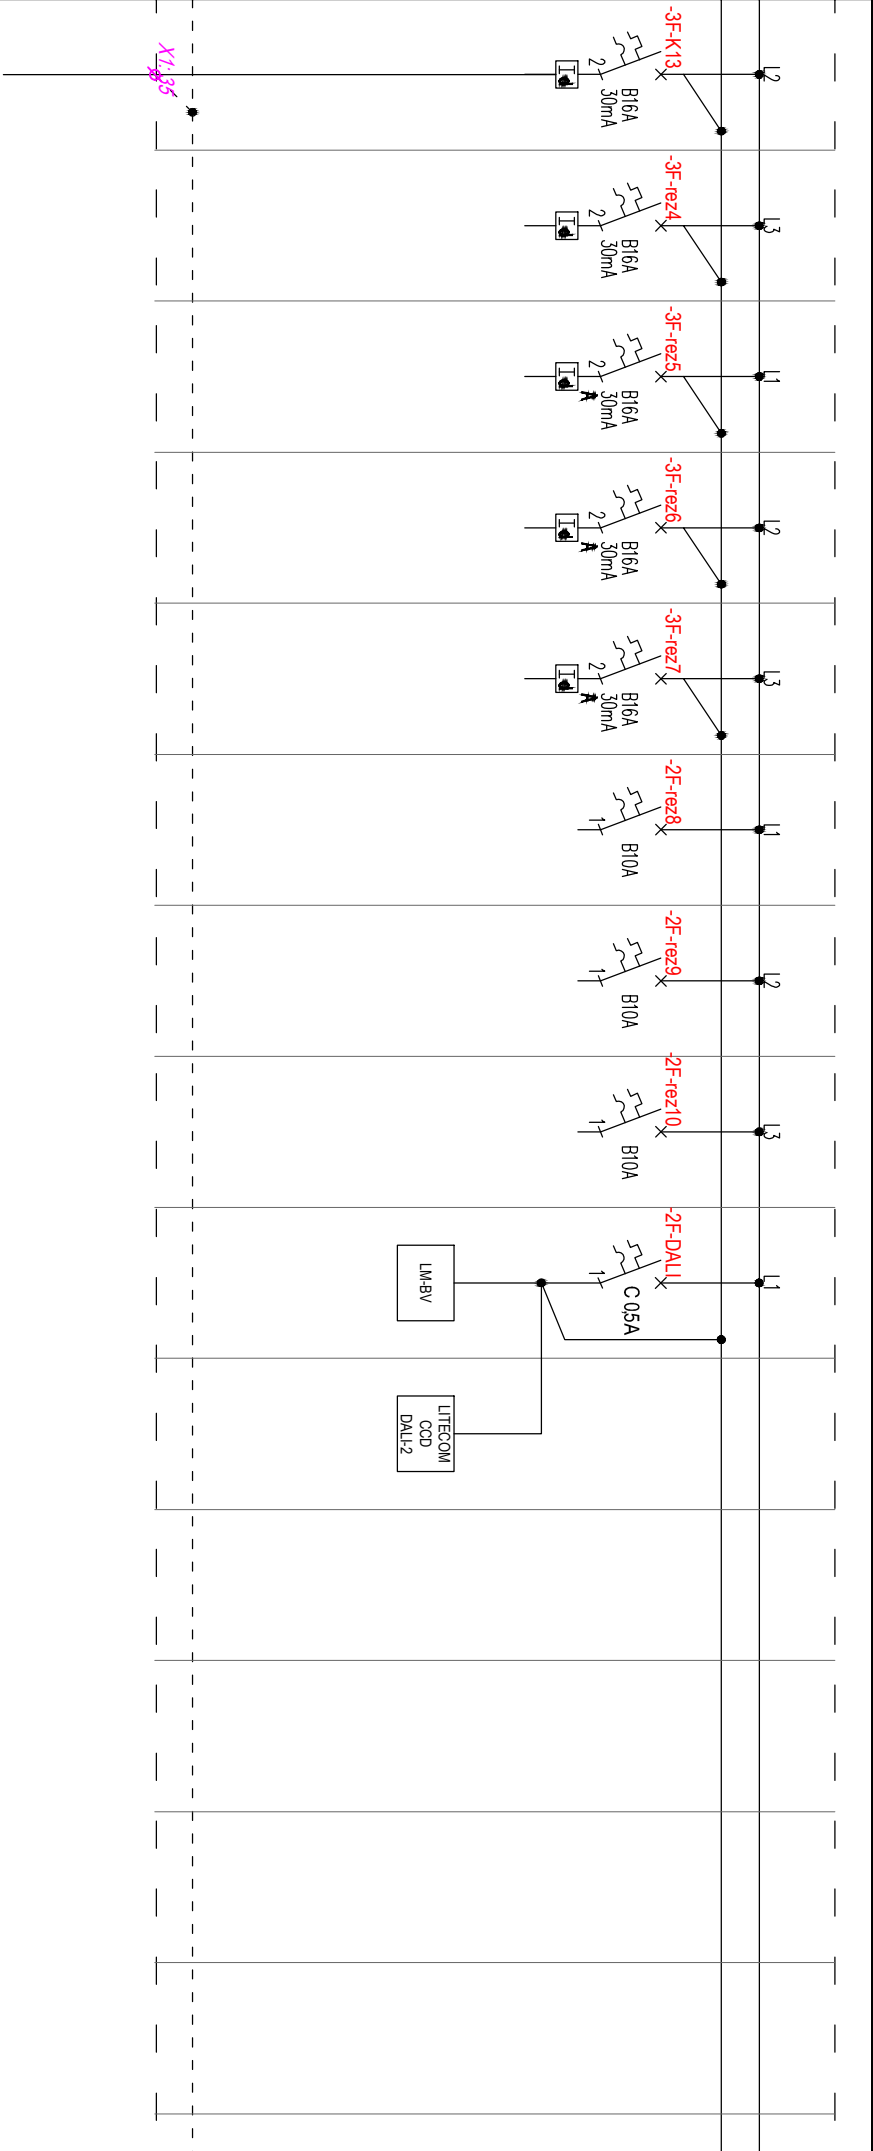 -3F-K13
L2
2
B16A
30mA
I
X1:35
-3F-rez4
L3
2
B16A
30mA
I
-3F-rez5
L1
2
B16A
30mA
A
I
-3F-rez6
L2
2
B16A
30mA
A
I
-3F-rez7
L3
2
B16A
30mA
A
I
-2F-rez8
L1
1
B10A
-2F-rez9
L2
1
B10A
-2F-rez10
L3
1
B10A
-2F-DALI
L1
1
C 0,5A
LM-BV
LITECOM
CCD
DALI-2